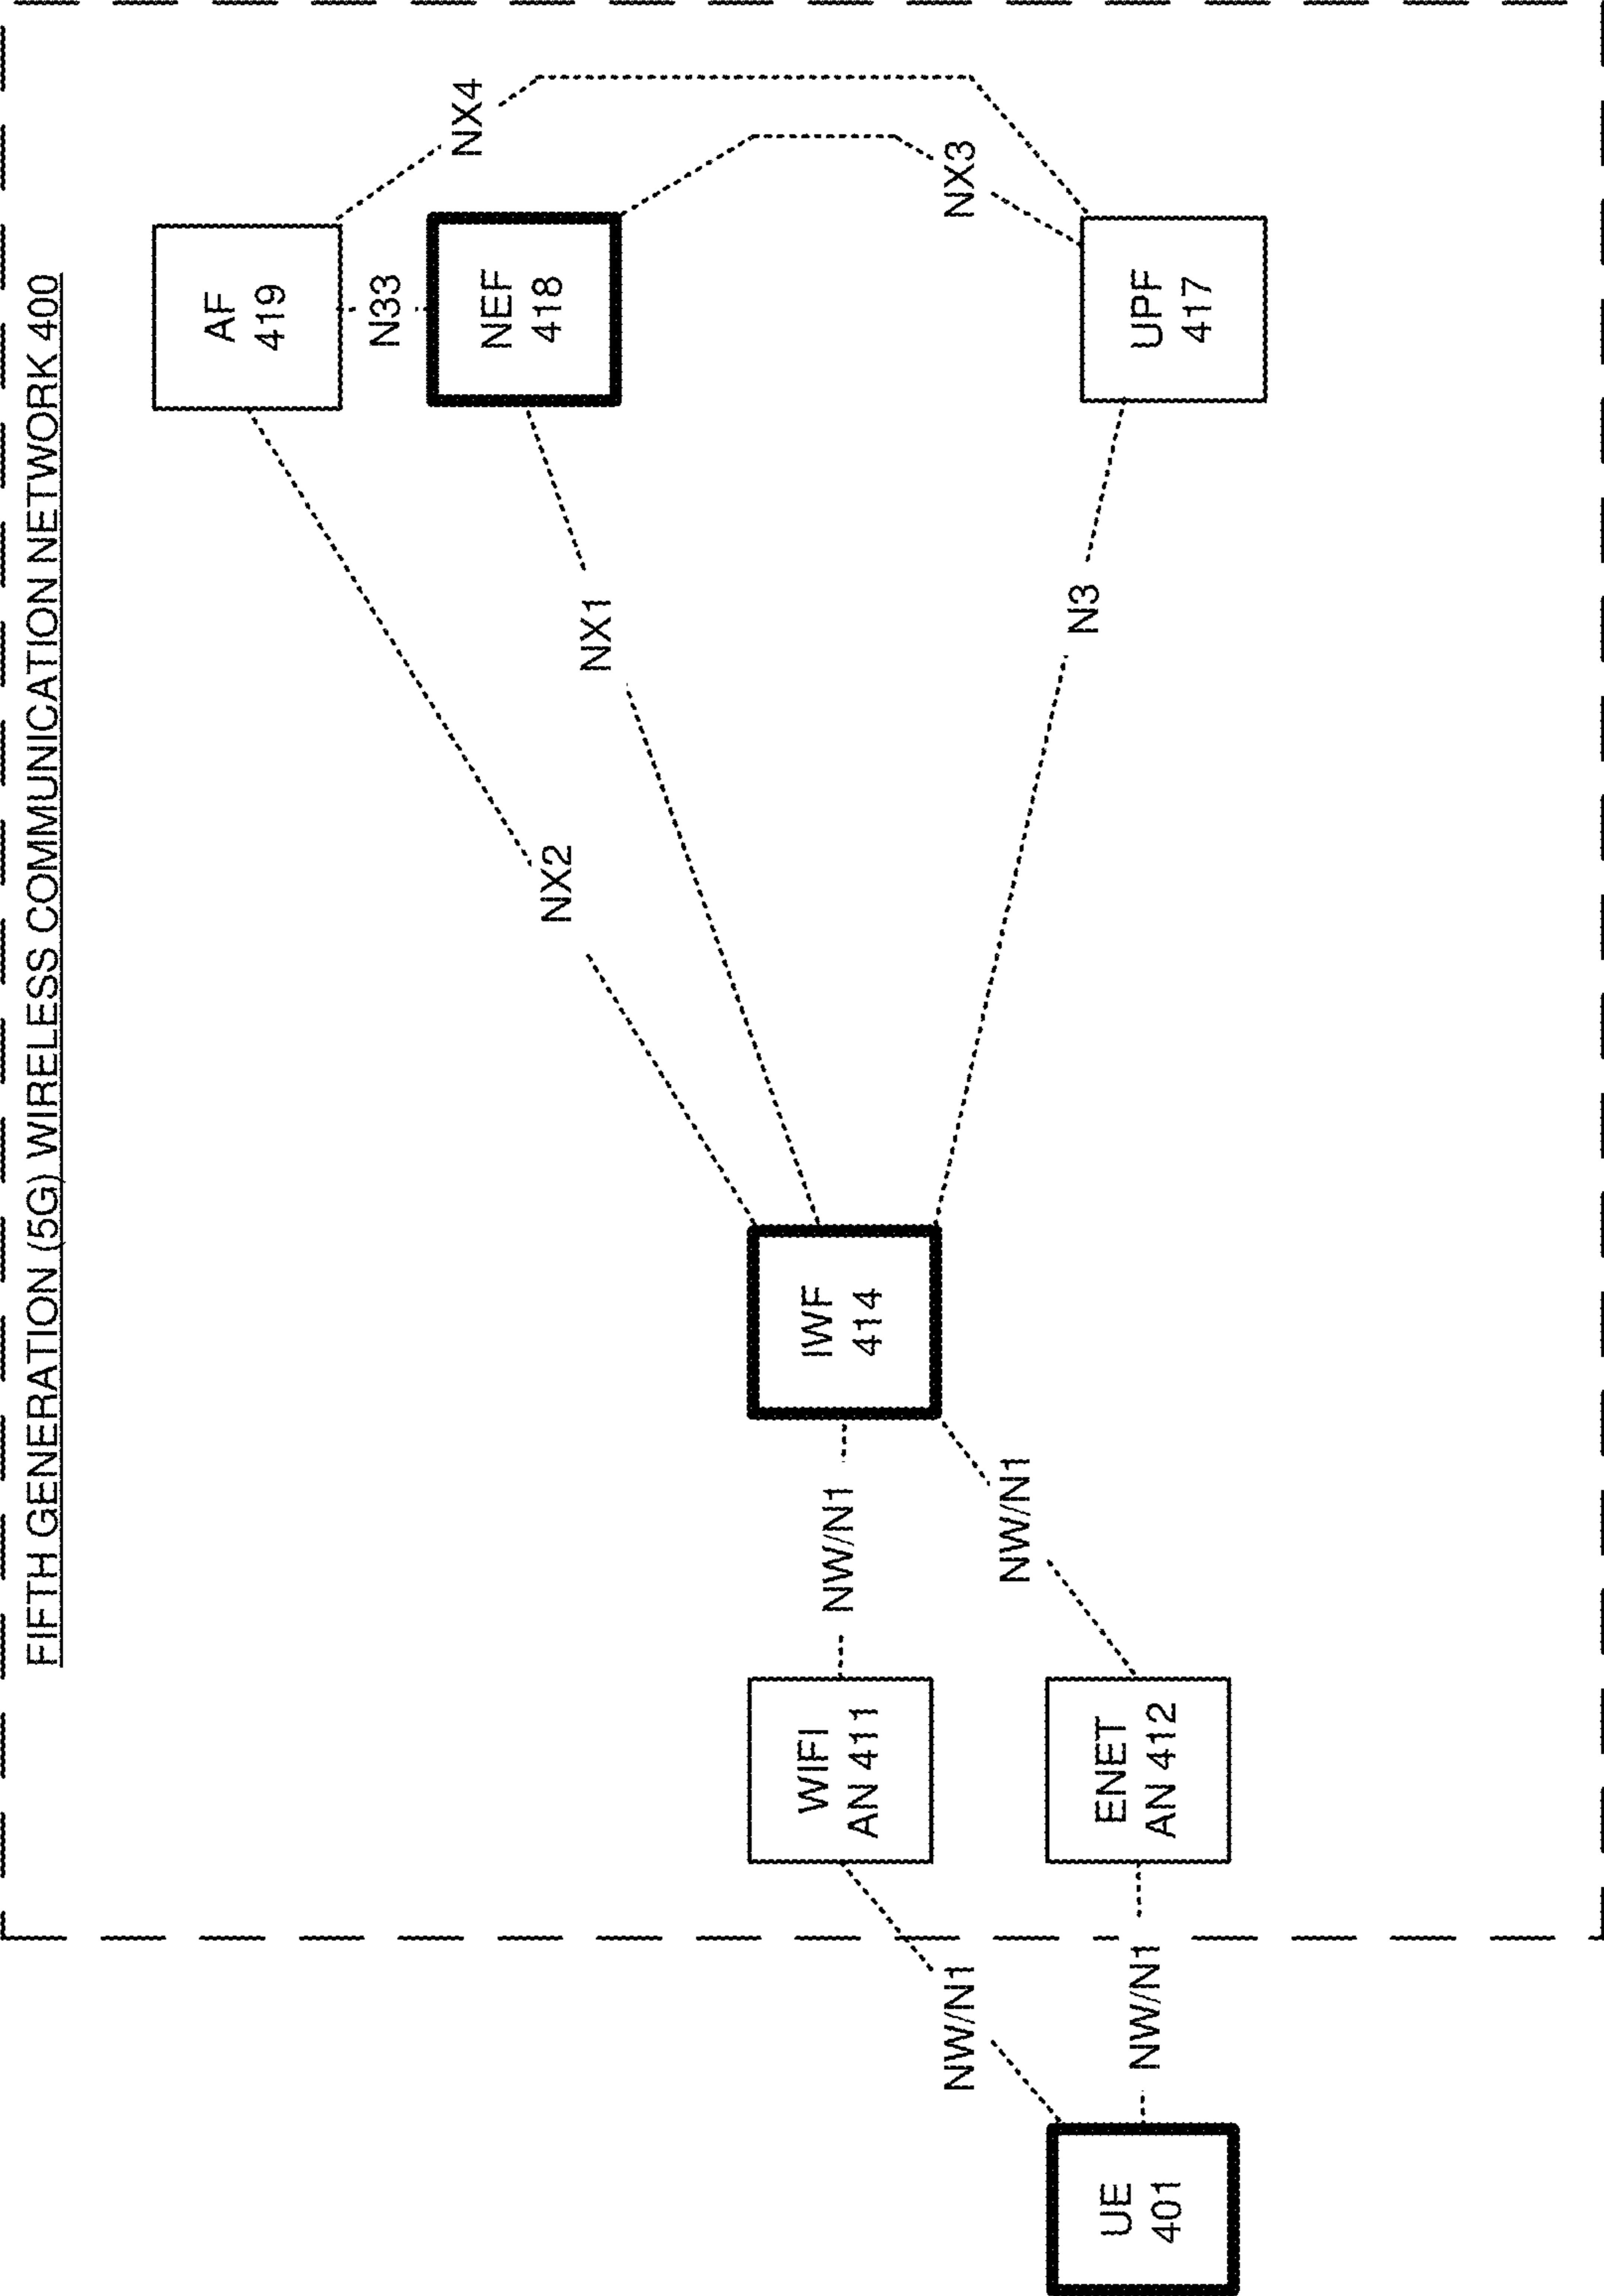 FIFTH GENERATION (5G) WIRELESS COMMUNICATION NETWORK 400
AF
419
NX4
N33
NEF
418
NX2
NX1
NX3
IWF
414
N3
UPF
417
WIFI
AN 411
NW/N1
NW/N1
NW/N1
ENET
AN 412
UE
401
NW/N1